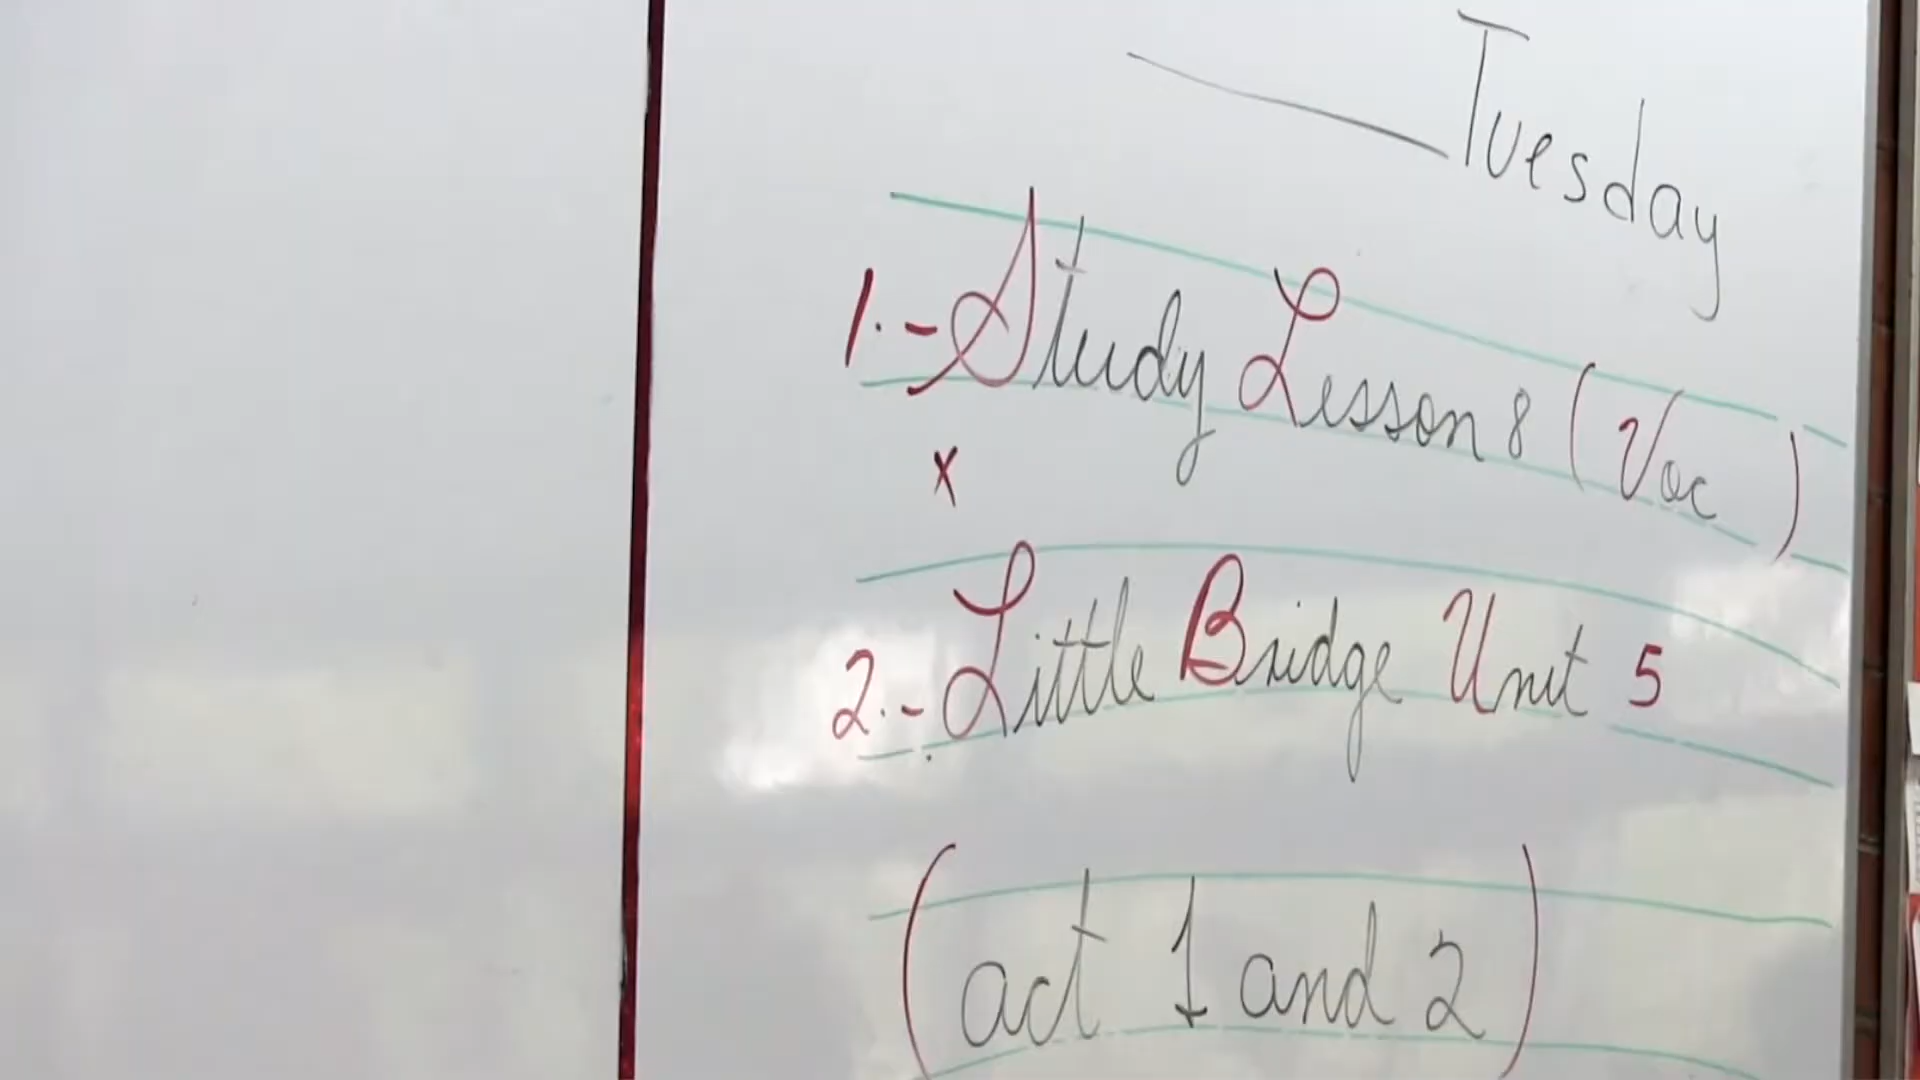 Tuesday
1.- Study Lesson 8 (Voc )
x
2.- Little Bridge Unit 5
(act 1 and 2)